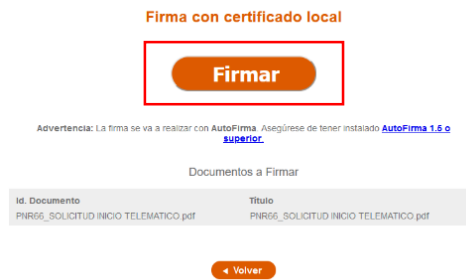 Firma con certificado local
Firmar
Advertencia: La firma se va a realizar con AutoFirma. Asegúrese de tener instalado AutoFirma 1.5 o
superior.
Documentos a Firmar
Id. Documento Título
PNR66_SOLICITUD INICIO TELEMATICO.pdf PNR66_SOLICITUD INICIO TELEMATICO.pdf
Volver